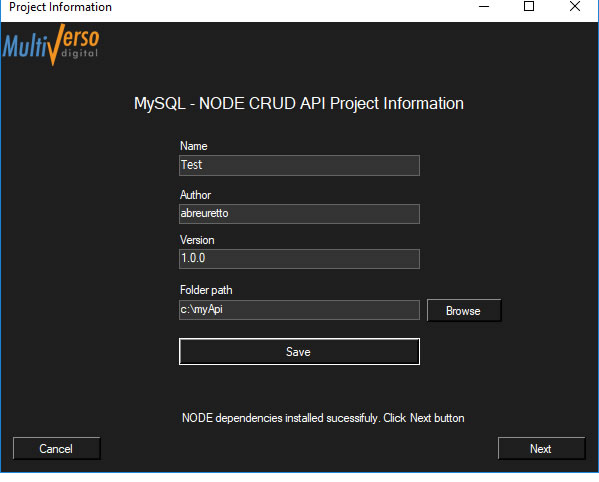 Project Information
MultiVerso
digital
MySQL - NODE CRUD API Project Information
Name
Test
Author
abreuretto
Version
1.0.0
Folder path
c:\myApi
Browse
Save
NODE dependencies installed sucessifuly. Click Next button
Cancel
Next